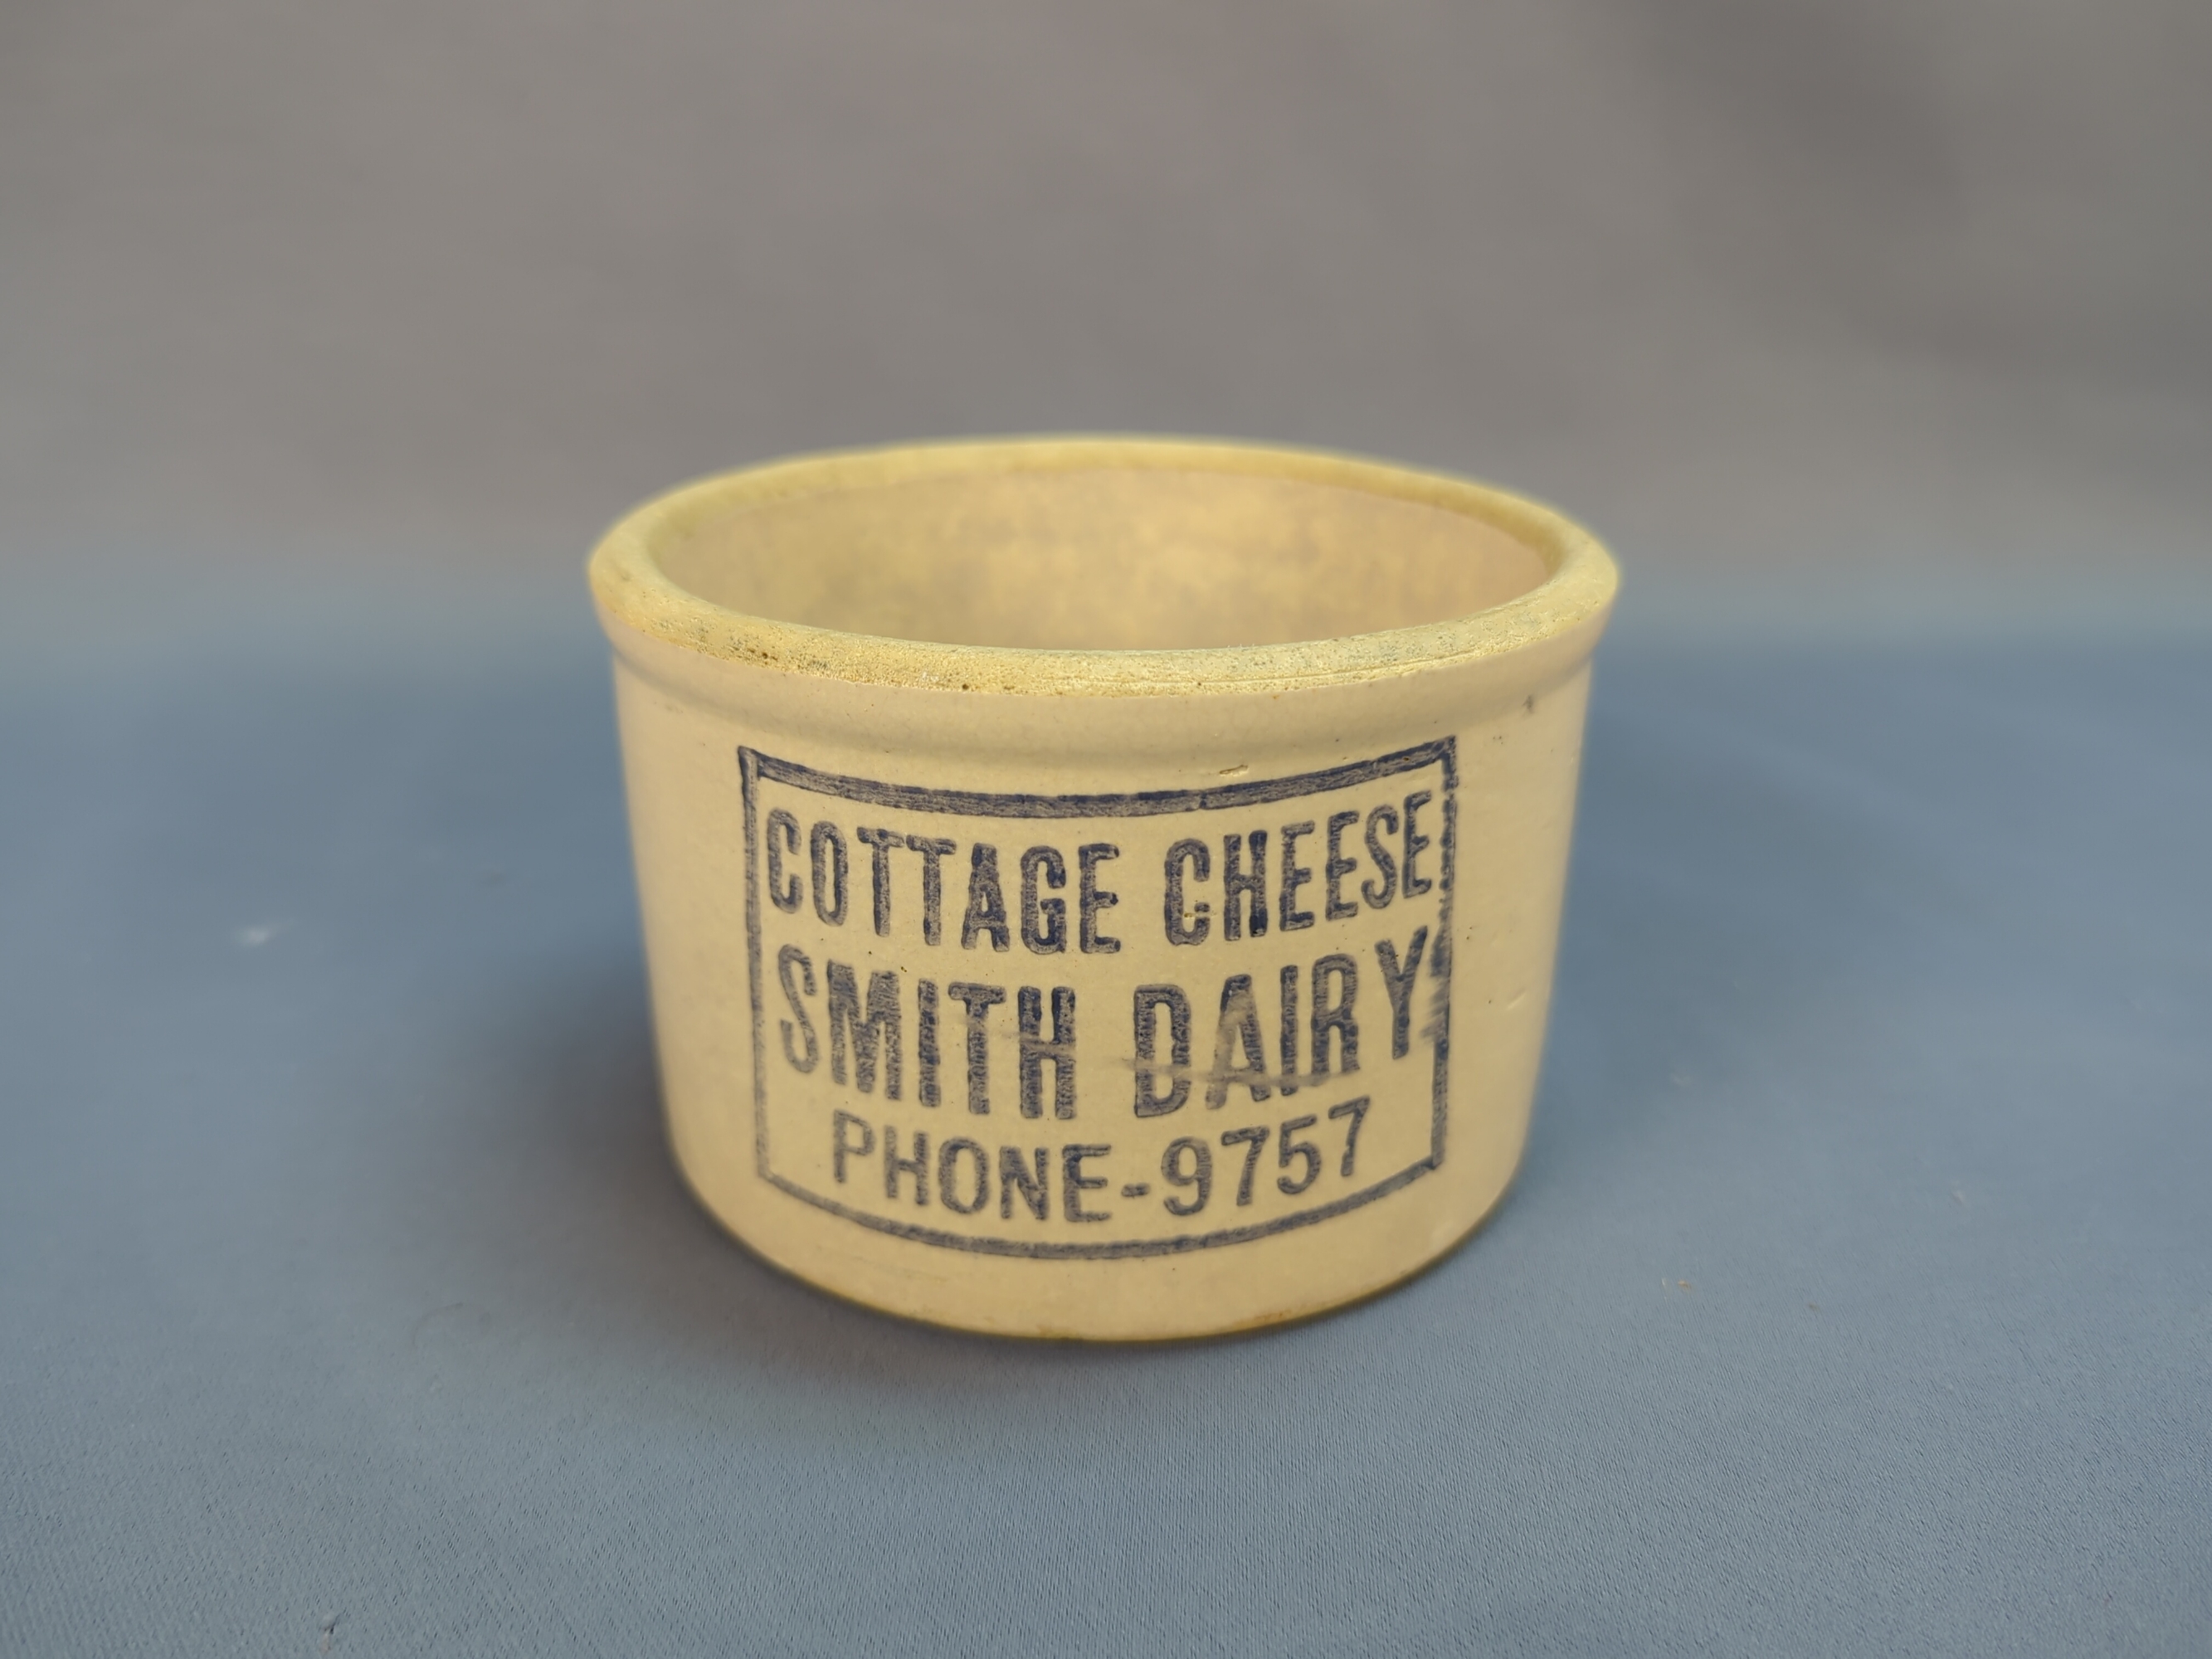 COTTAGE CHEESE
SMITH DAIRY
PHONE-9757